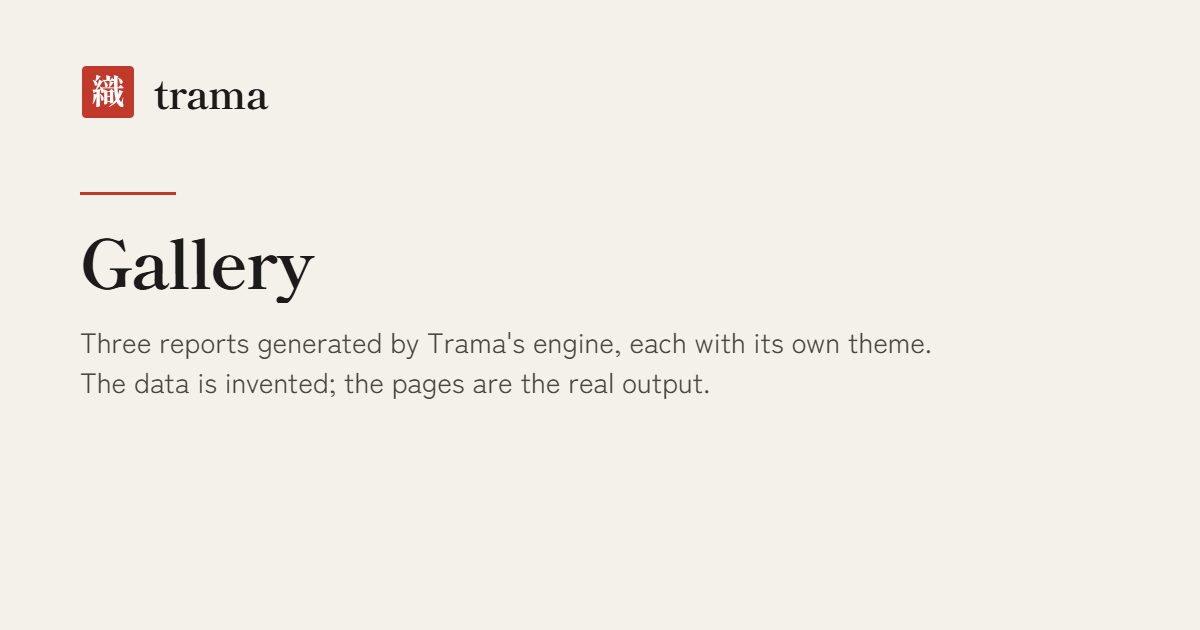 織 trama
Gallery
Three reports generated by Trama's engine, each with its own theme.
The data is invented; the pages are the real output.